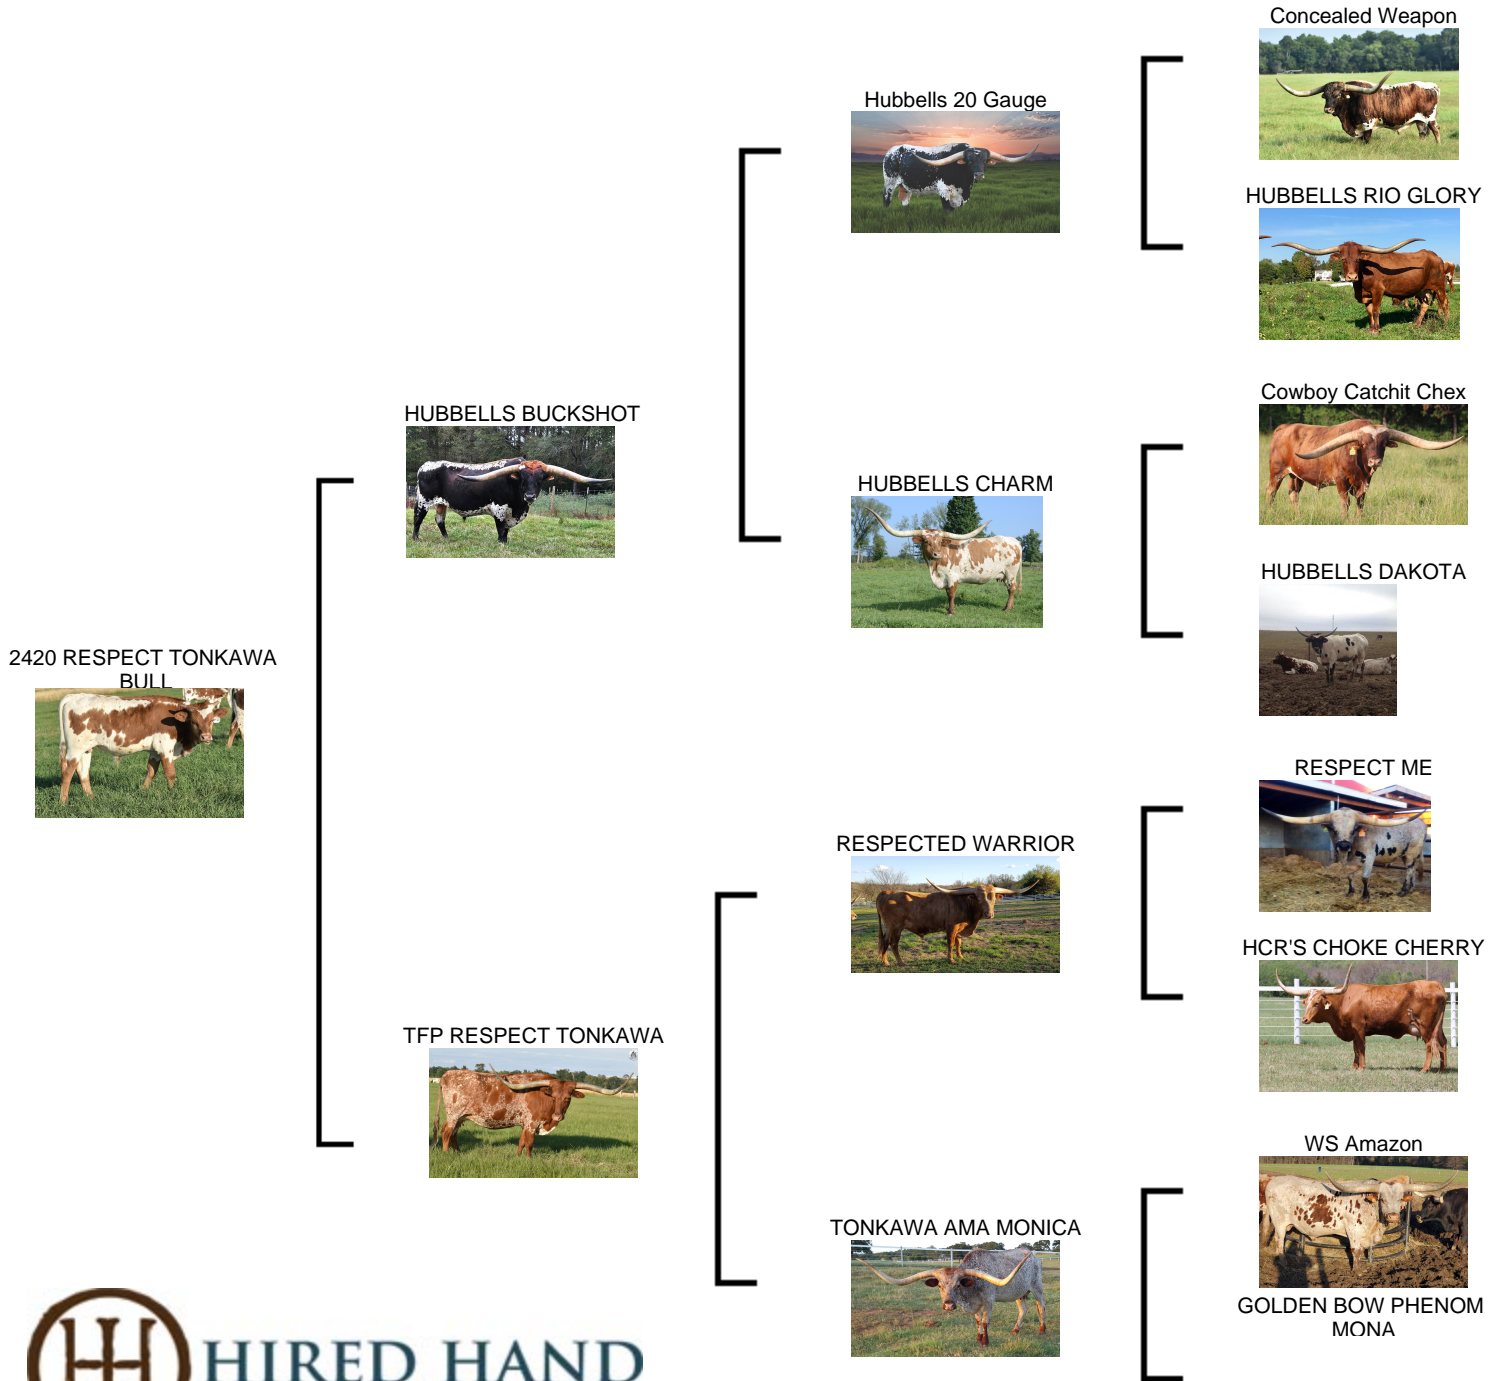 Concealed Weapon
Hubbells 20 Gauge
HUBBELLS RIO GLORY
Cowboy Catchit Chex
HUBBELLS BUCKSHOT
HUBBELLS CHARM
HUBBELLS DAKOTA
2420 RESPECT TONKAWA
BULL
RESPECT ME
RESPECTED WARRIOR
HCR'S CHOKE CHERRY
TFP RESPECT TONKAWA
WS Amazon
TONKAWA AMA MONICA
GOLDEN BOW PHENOM
MONA
HIRED HAND